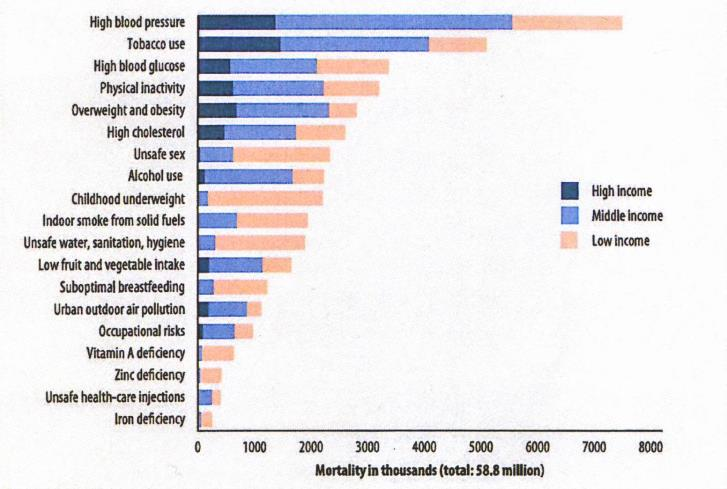 High blood pressure
Tobacco use
High blood glucose
Physical inactivity
Overweight and obesity
High cholesterol
Unsafe sex
Alcohol use
Childhood underweight
Indoor smoke from solid fuels
Unsafe water, sanitation, hygiene
Low fruit and vegetable intake
Suboptimal breastfeeding
Urban outdoor air pollution
Occupational risks
Vitamin A deficiency
Zinc deficiency
Unsafe health-care injections
Iron deficiency
High income
Middle income
Low income
0 1000 2000 3000 4000 5000 6000 7000 8000
Mortality in thousands (total: 58.8 million)